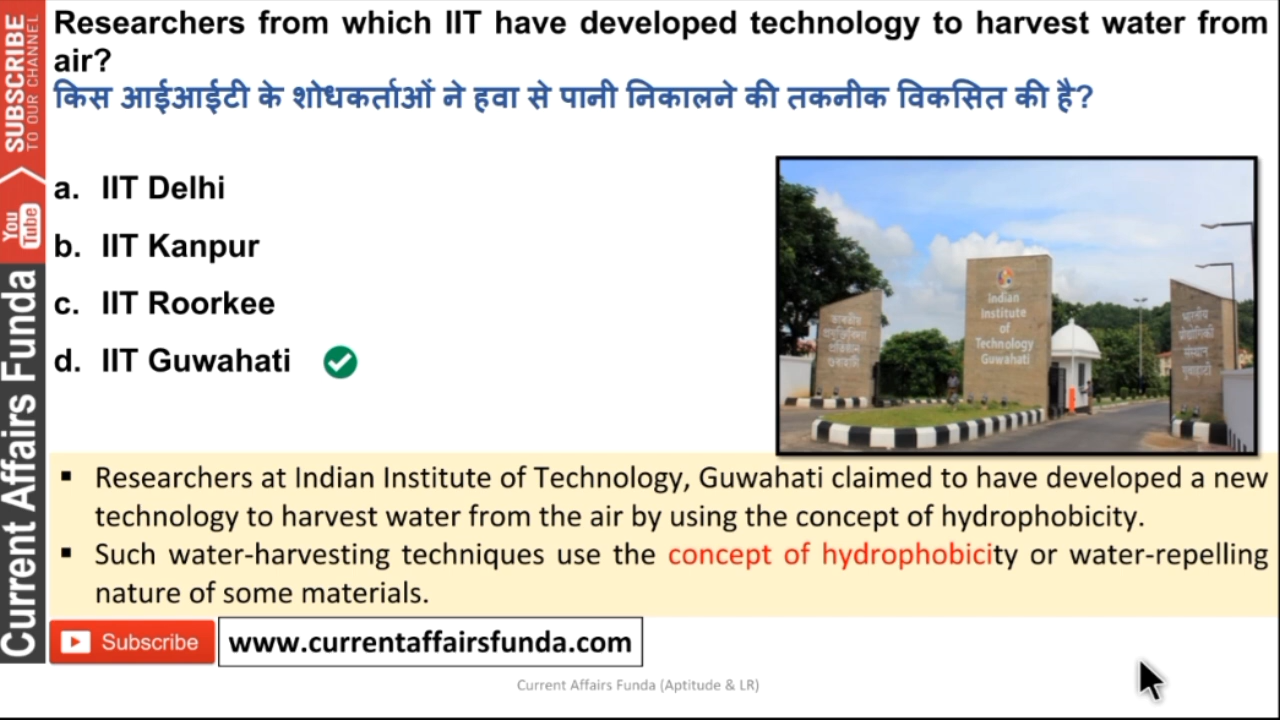 Researchers from which IIT have developed technology to harvest water from
air?
किस आईआईटी के शोधकर्ताओं ने हवा से पानी निकालने की तकनीक विकसित की है?
a. IIT Delhi
b. IIT Kanpur
c. IIT Roorkee
d. IIT Guwahati
Indian
Institute
of
Technology
Guwahati
भारतीय
प्रौद्योगिकी
संस्थान
गुवाहाटी
▪ Researchers at Indian Institute of Technology, Guwahati claimed to have developed a new
technology to harvest water from the air by using the concept of hydrophobicity.
▪ Such water-harvesting techniques use the concept of hydrophobicity or water-repelling
nature of some materials.
Subscribe
www.currentaffairsfunda.com
Current Affairs Funda (Aptitude & LR)
SUBSCRIBE
TO OUR CHANNEL
You
Tube
Current Affairs Funda